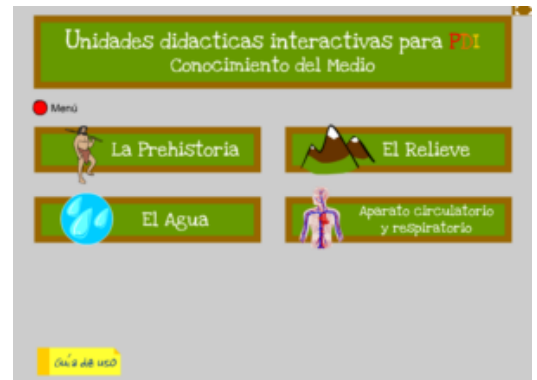 Unidades didacticas interactivas para PDI
Conocimiento del Medio
Menú
La Prehistoria
El Relieve
El Agua
Aparato circulatorio
y respiratorio
Guía de uso